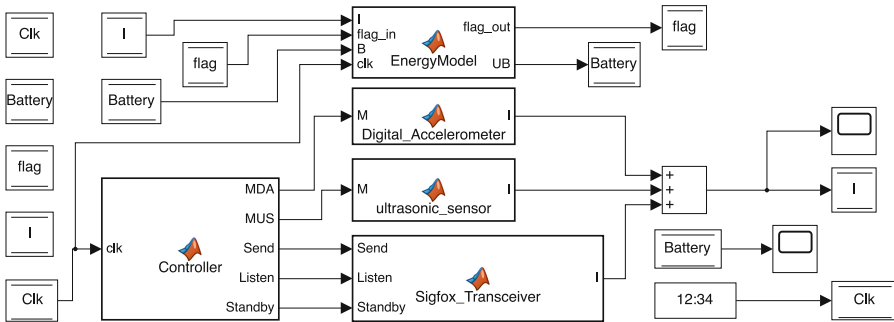 Clk
I
flag
Battery
I
flag_in
B
clk
EnergyModel
flag_out
UB
flag
Battery
Battery
flag
I
Clk
M
Digital_Accelerometer
I
M
ultrasonic_sensor
I
clk
Controller
MDA
MUS
Send
Listen
Standby
Send
Listen
Standby
Sigfox_Transceiver
I
+
+
+
I
Battery
12:34
Clk